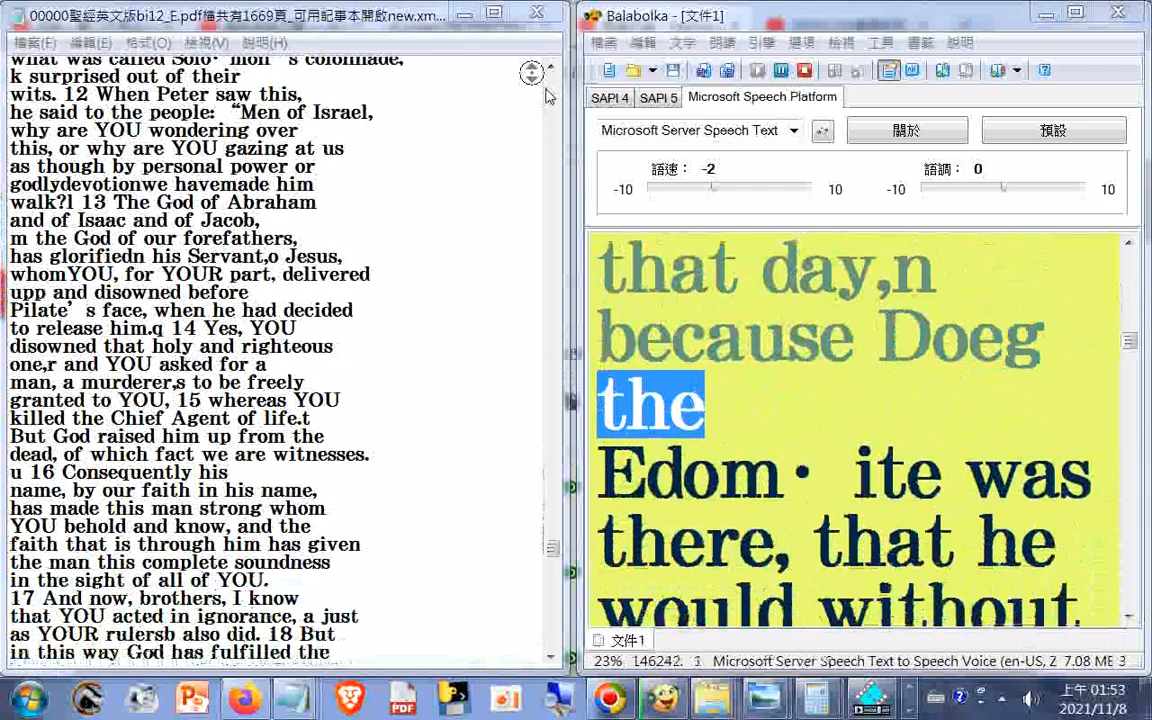 00000聖經英文版bi12_E.pdf檔共有1669頁_可用記事本開啟new.xm...
檔案(F) 編輯(E) 格式(O) 檢視(V) 說明(H)
what was called Solo· mon’s colonnade,
k surprised out of their
wits. 12 When Peter saw this,
he said to the people: “Men of Israel,
why are YOU wondering over
this, or why are YOU gazing at us
as though by personal power or
godlydevotionwe havemade him
walk?l 13 The God of Abraham
and of Isaac and of Jacob,
m the God of our forefathers,
has glorifiedn his Servant,o Jesus,
whomYOU, for YOUR part, delivered
upp and disowned before
Pilate’s face, when he had decided
to release him.q 14 Yes, YOU
disowned that holy and righteous
one,r and YOU asked for a
man, a murderer,s to be freely
granted to YOU, 15 whereas YOU
killed the Chief Agent of life.t
But God raised him up from the
dead, of which fact we are witnesses.
u 16 Consequently his
name, by our faith in his name,
has made this man strong whom
YOU behold and know, and the
faith that is through him has given
the man this complete soundness
in the sight of all of YOU.
17 And now, brothers, I know
that YOU acted in ignorance, a just
as YOUR rulersb also did. 18 But
in this way God has fulfilled the
Balabolka - [文件1]
檔案 編輯 文字 朗讀 引擎 選項 檢視 工具 書籤 說明
SAPI 4 SAPI 5 Microsoft Speech Platform
Microsoft Server Speech Text 關於 預設
語速： -2 語調： 0
-10 10 -10 10
that day,n
because Doeg
the
Edom· ite was
there, that he
would without
文件1
23% 146242. 1 Microsoft Server Speech Text to Speech Voice (en-US, Z 7.08 MB 3
PDF
上午 01:53
2021/11/8